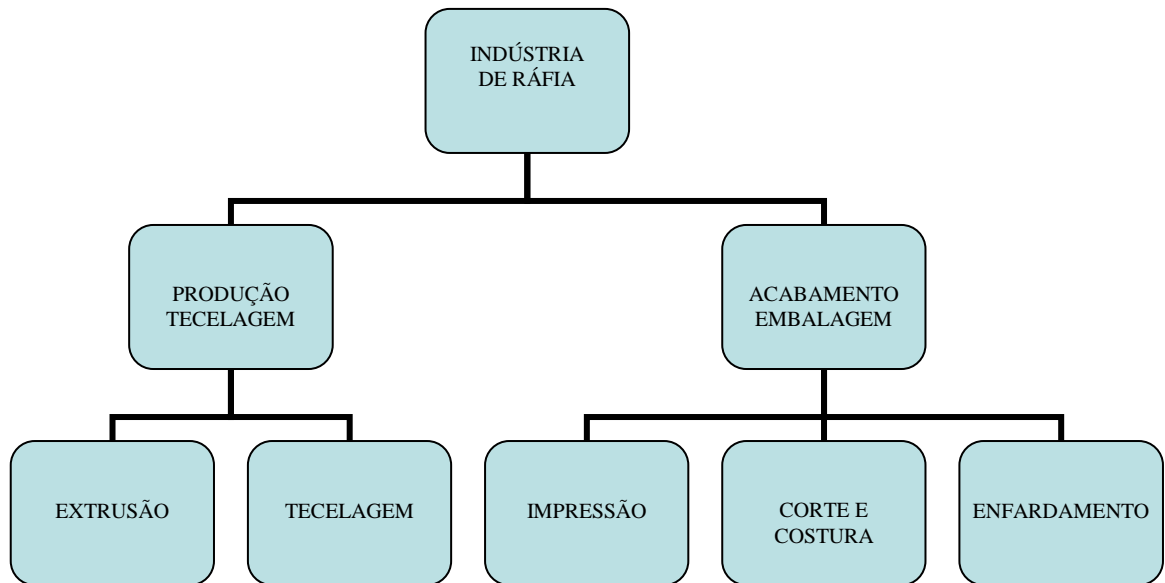 INDÚSTRIA
DE RÁFIA
PRODUÇÃO
TECELAGEM
ACABAMENTO
EMBALAGEM
EXTRUSÃO
TECELAGEM
IMPRESSÃO
CORTE E
COSTURA
ENFARDAMENTO